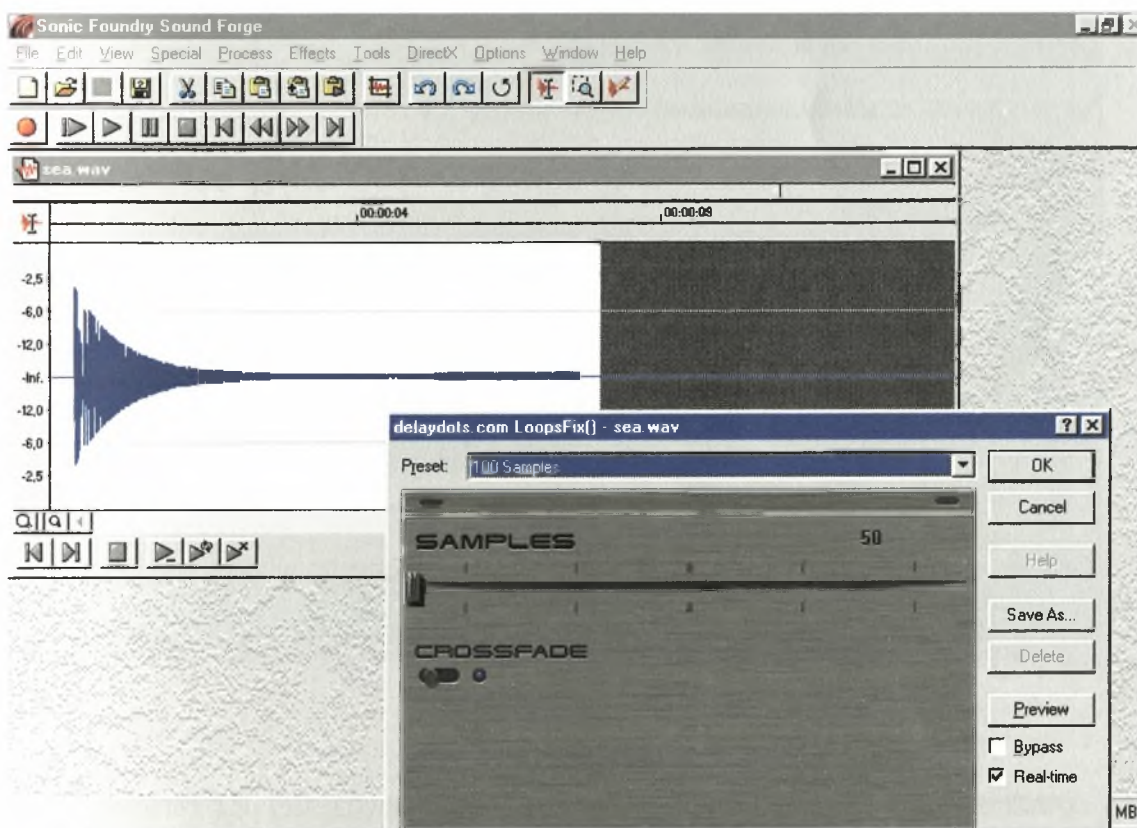 Sonic Foundry Sound Forge
File Edit View Special Process Effects Tools DirectX Options Window Help
sea.wav
00:00:04 00:00:09
-2,5
-6,0
-12,0
-Inf.
-12,0
-6,0
-2,5
delaydots.com LoopsFix() - sea.wav
Preset: 100 Samples
OK
Cancel
SAMPLES 50
Help
Save As...
CROSSFADE
Delete
Preview
Bypass
Real-time
MB